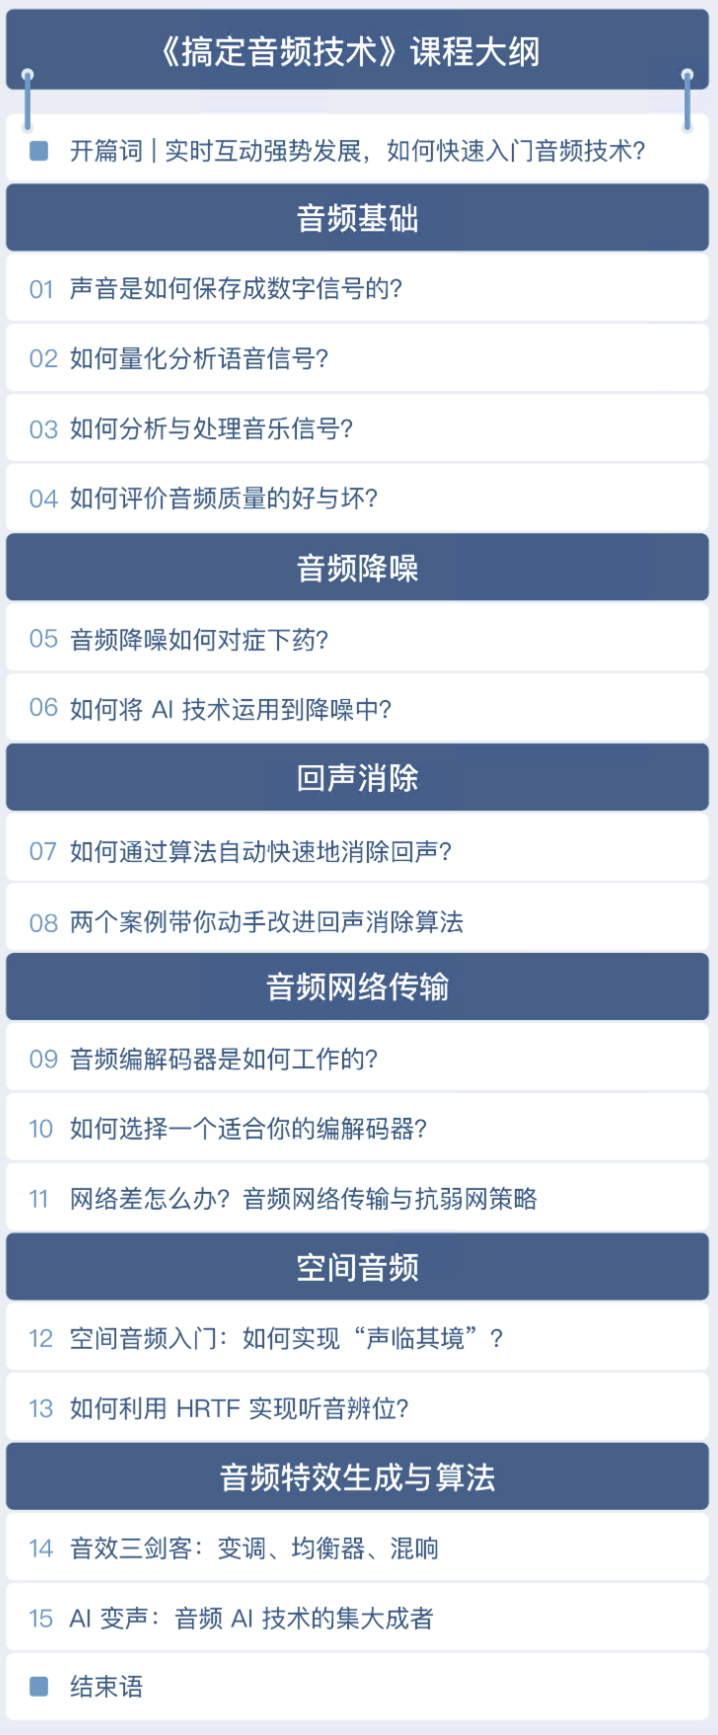 《搞定音频技术》课程大纲
开篇词 | 实时互动强势发展，如何快速入门音频技术？
音频基础
01 声音是如何保存成数字信号的？
02 如何量化分析语音信号？
03 如何分析与处理音乐信号？
04 如何评价音频质量的好与坏？
音频降噪
05 音频降噪如何对症下药？
06 如何将 AI 技术运用到降噪中？
回声消除
07 如何通过算法自动快速地消除回声？
08 两个案例带你动手改进回声消除算法
音频网络传输
09 音频编解码器是如何工作的？
10 如何选择一个适合你的编解码器？
11 网络差怎么办？音频网络传输与抗弱网策略
空间音频
12 空间音频入门：如何实现“声临其境”？
13 如何利用 HRTF 实现听音辨位？
音频特效生成与算法
14 音效三剑客：变调、均衡器、混响
15 AI 变声：音频 AI 技术的集大成者
结束语